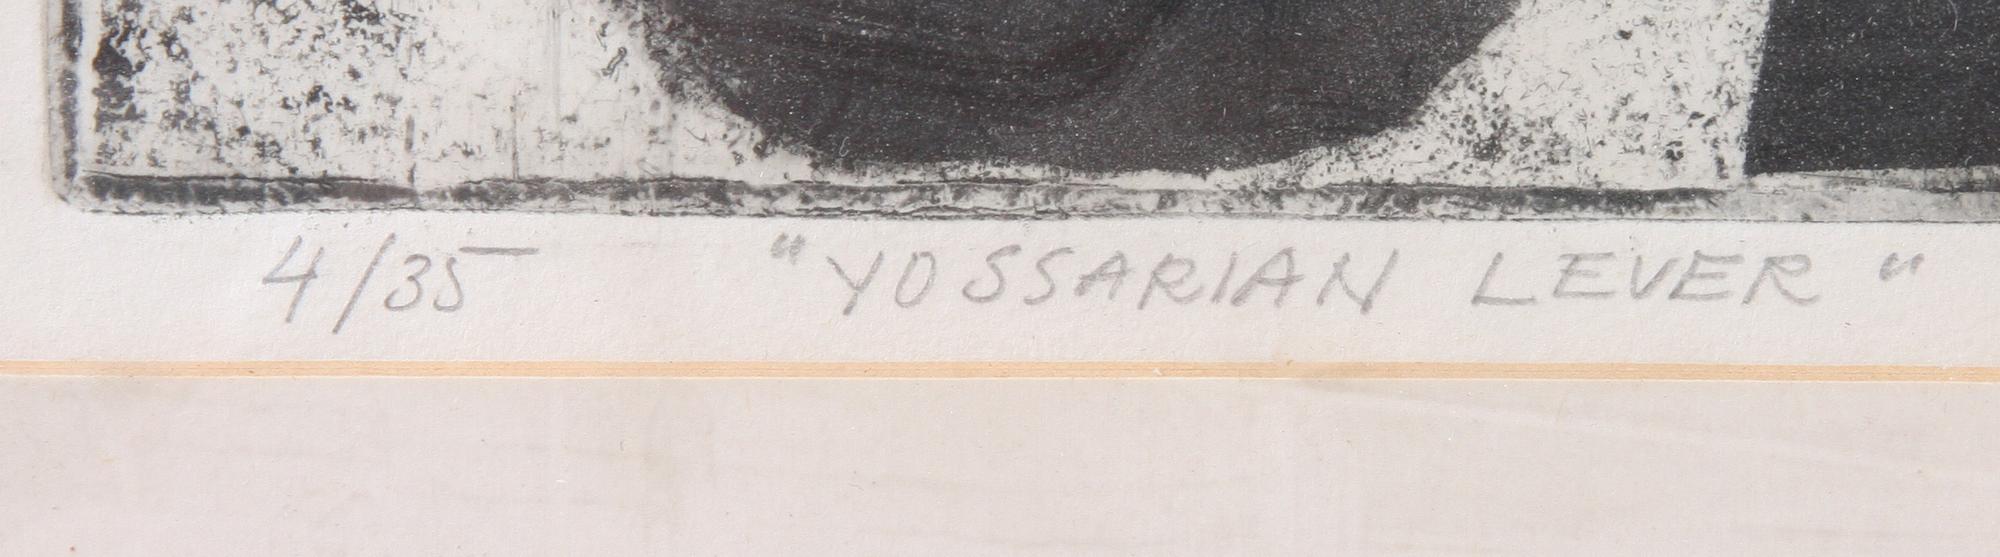 4/35 "YOSSARIAN LEVER"